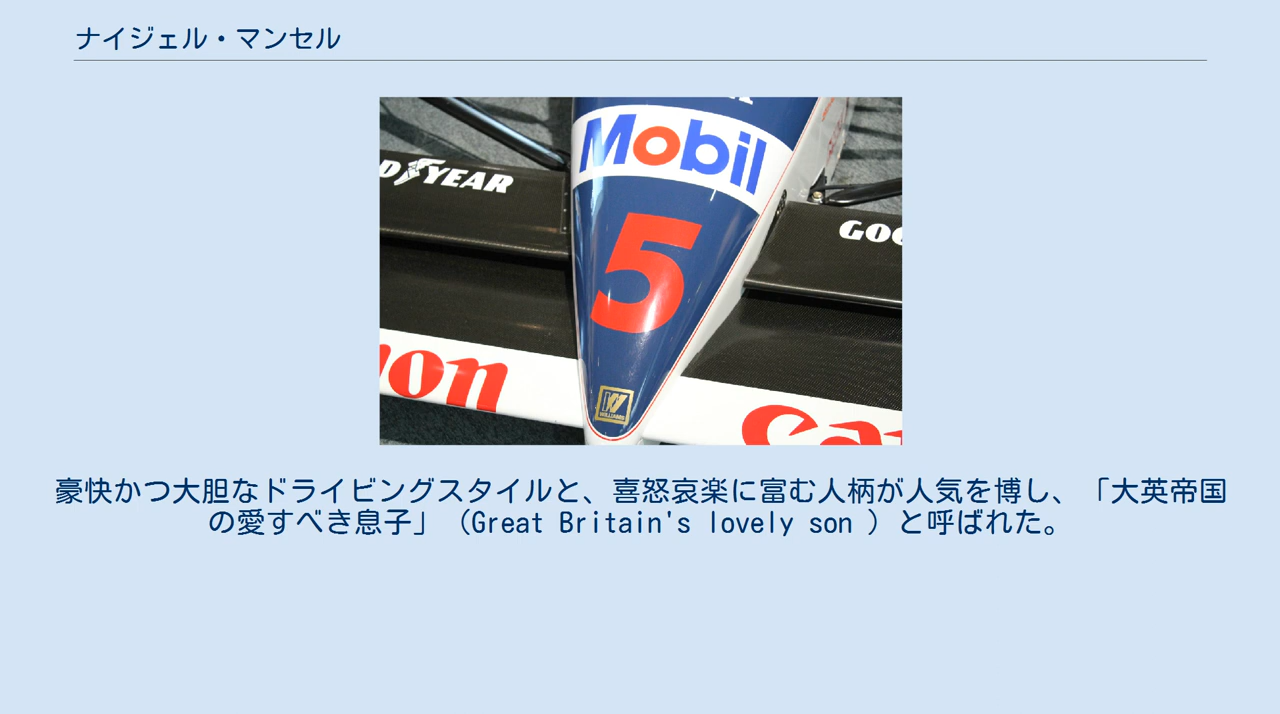 ナイジェル・マンセル
Mobil
OD YEAR
GOO
5
non
Can
WILLIAMS
豪快かつ大胆なドライビングスタイルと、喜怒哀楽に富む人柄が人気を博し、「大英帝国
の愛すべき息子」（Great Britain's lovely son ）と呼ばれた。